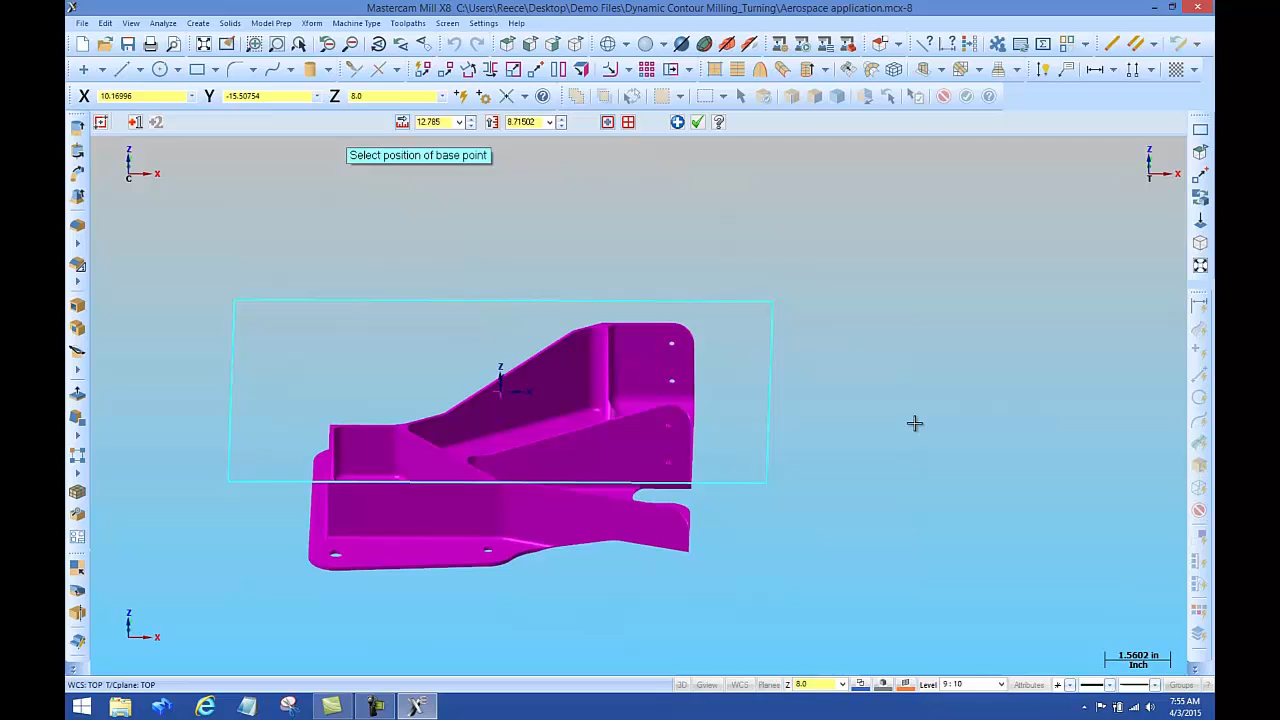 Mastercam Mill X8 C:\Users\Reece\Desktop\Demo Files\Dynamic Contour Milling_Turning\Aerospace application.mcx-8
File Edit View Analyze Create Solids Model Prep Xform Machine Type Toolpaths Screen Settings Help
X 10.16996 Y -15.50754 Z 8.0
+1 +2 12.785 8.71502
Select position of base point
Z Z
X X
C T
Z
X
Z
X
1.5602 in
Inch
WCS: TOP T/Cplane: TOP 3D Gview WCS Planes Z 8.0 Level 9 : 10 Attributes Groups ?
7:55 AM
4/3/2015